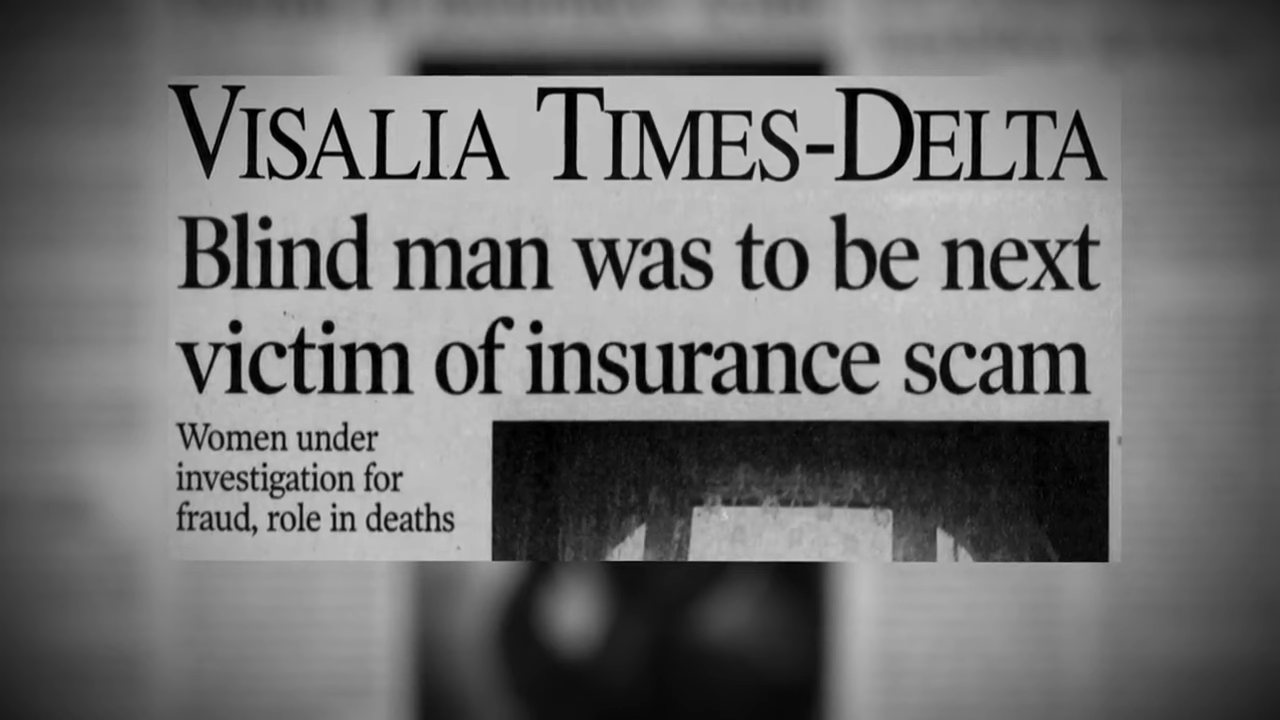 VISALIA TIMES-DELTA
Blind man was to be next
victim of insurance scam
Women under
investigation for
fraud, role in deaths